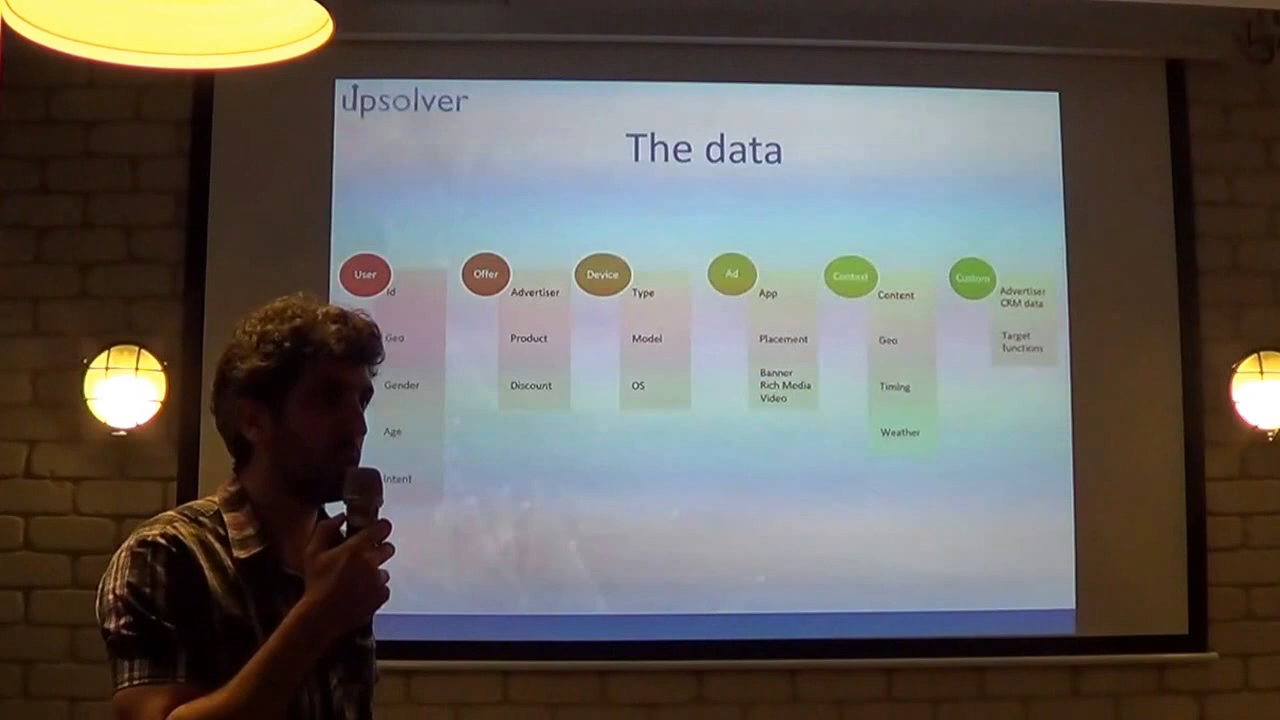 upsolver
The data
User
Id
Geo
Gender
Age
Intent
Offer
Advertiser
Product
Discount
Device
Type
Model
OS
Ad
App
Placement
Banner
Rich Media
Video
Context
Content
Geo
Timing
Weather
Custom
Advertiser
CRM data
Target
functions